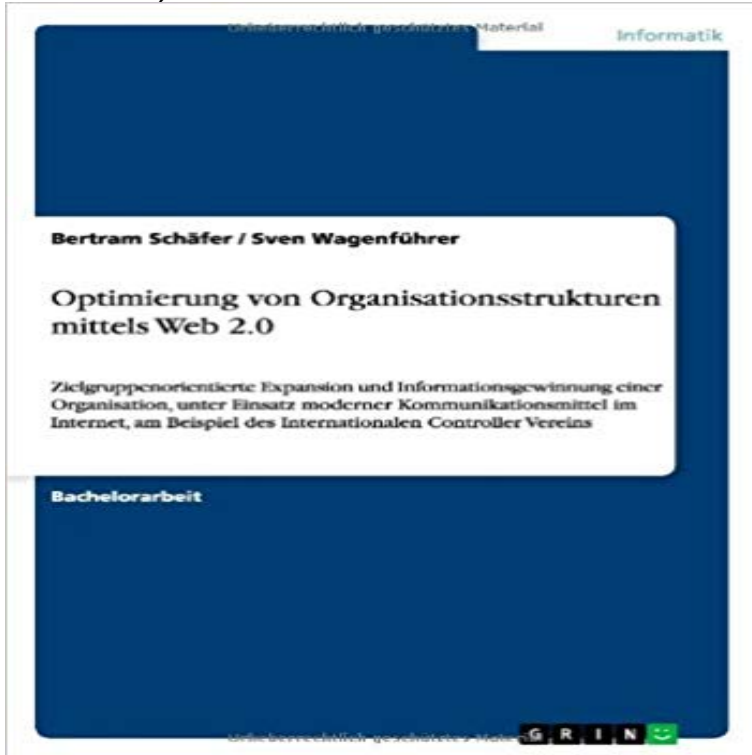 Urheberrechtlich geschütztes Material
Informatik
Bertram Schäfer / Sven Wagenführer
Optimierung von Organisationsstrukturen
mittels Web 2.0
Zielgruppenorientierte Expansion und Informationsgewinnung einer
Organisation, unter Einsatz moderner Kommunikationsmittel im
Internet, am Beispiel des Internationalen Controller Vereins
Bachelorarbeit
Urheberrechtlich geschütztes Mate
GRIN